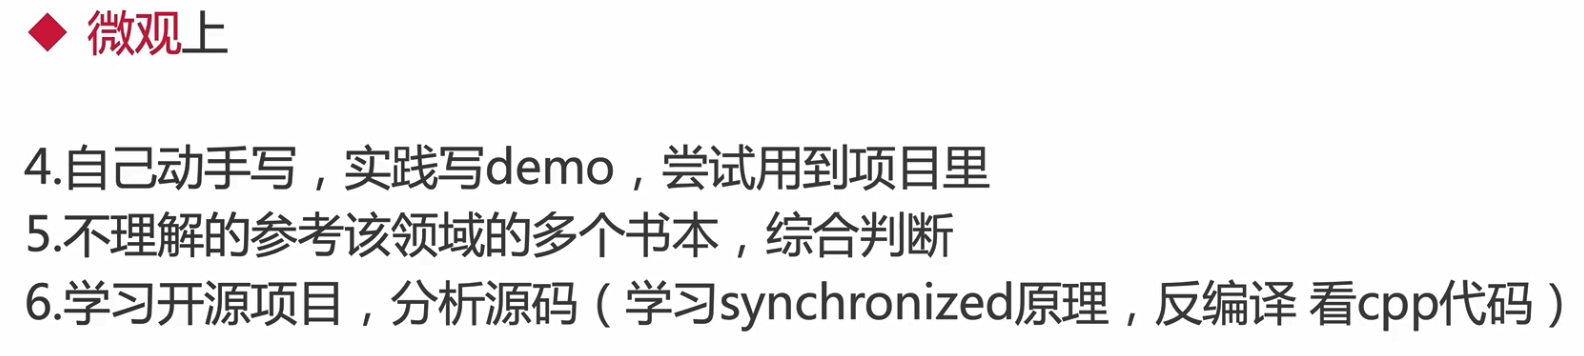 微观上
4.自己动手写，实践写demo，尝试用到项目里
5.不理解的参考该领域的多个书本，综合判断
6.学习开源项目，分析源码（学习synchronized原理，反编译 看cpp代码）